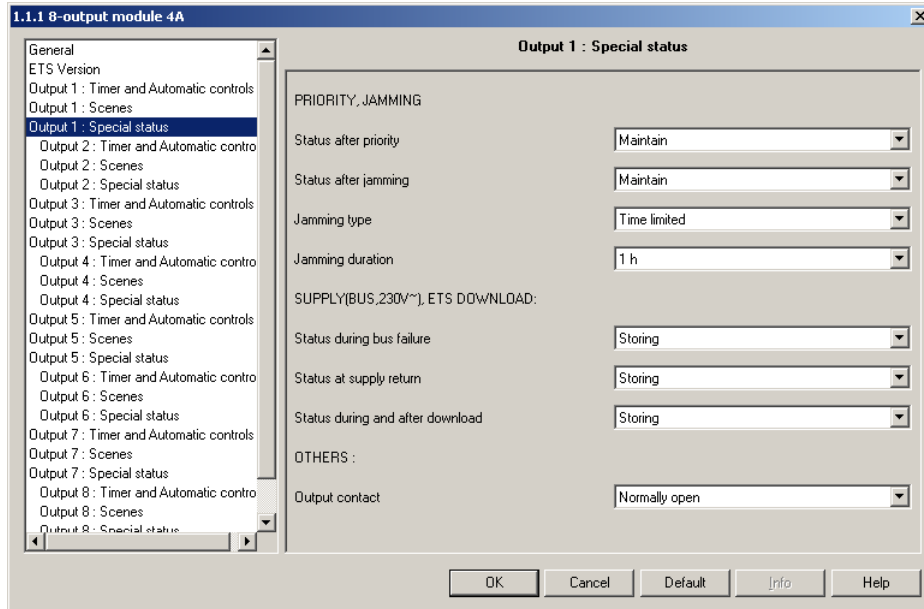 1.1.1 8-output module 4A
General
ETS Version
Output 1 : Timer and Automatic controls
Output 1 : Scenes
Output 1 : Special status
Output 2 : Timer and Automatic contro
Output 2 : Scenes
Output 2 : Special status
Output 3 : Timer and Automatic controls
Output 3 : Scenes
Output 3 : Special status
Output 4 : Timer and Automatic contro
Output 4 : Scenes
Output 4 : Special status
Output 5 : Timer and Automatic controls
Output 5 : Scenes
Output 5 : Special status
Output 6 : Timer and Automatic contro
Output 6 : Scenes
Output 6 : Special status
Output 7 : Timer and Automatic controls
Output 7 : Scenes
Output 7 : Special status
Output 8 : Timer and Automatic contro
Output 8 : Scenes
Output 8 : Special status
Output 1 : Special status
PRIORITY, JAMMING
Status after priority Maintain
Status after jamming Maintain
Jamming type Time limited
Jamming duration 1 h
SUPPLY(BUS,230V~), ETS DOWNLOAD:
Status during bus failure Storing
Status at supply return Storing
Status during and after download Storing
OTHERS :
Output contact Normally open
OK Cancel Default Info Help